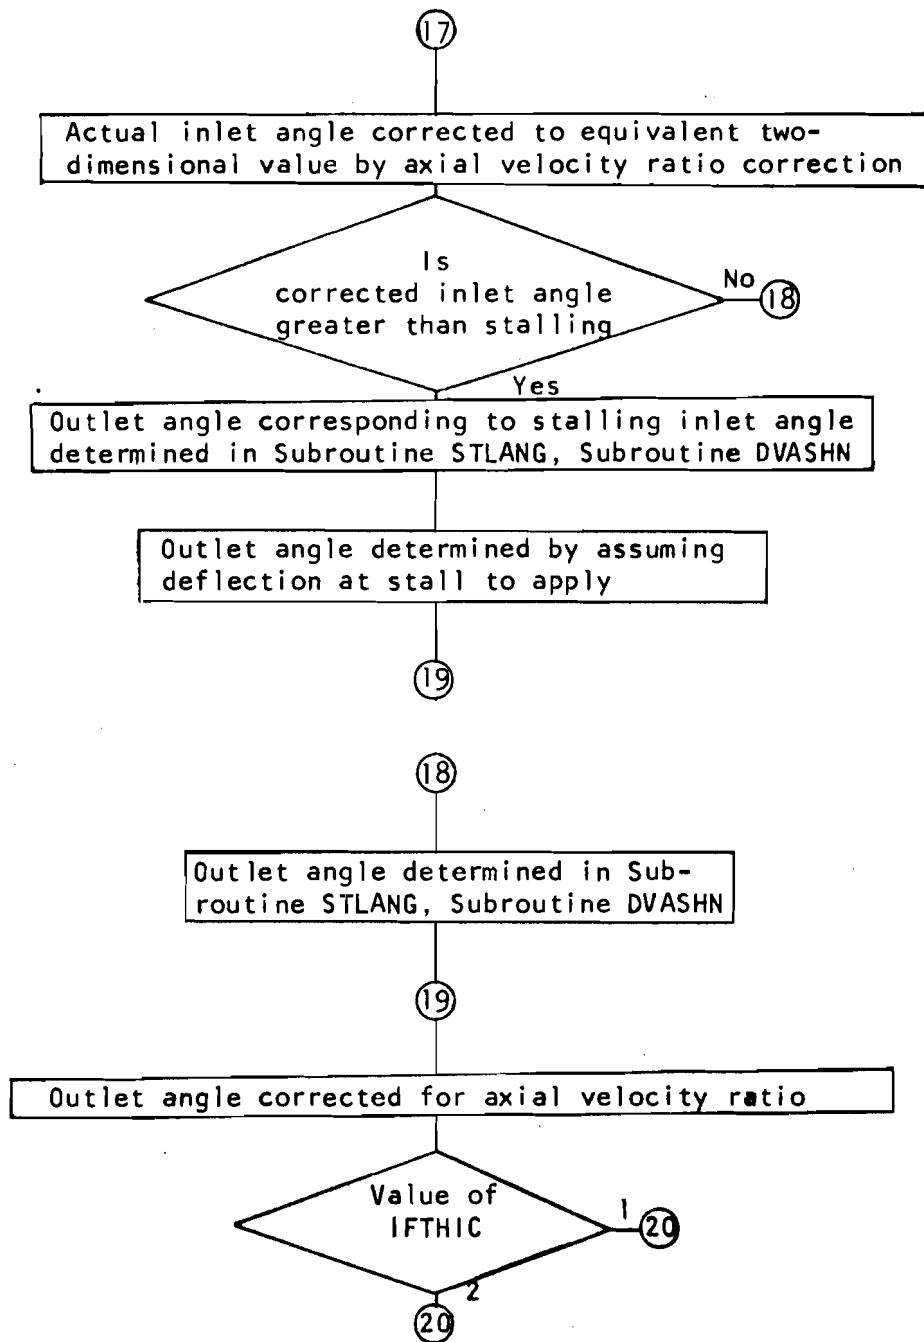 17
Actual inlet angle corrected to equivalent two-
dimensional value by axial velocity ratio correction
Is
corrected inlet angle
greater than stalling
No
18
Yes
Outlet angle corresponding to stalling inlet angle
determined in Subroutine STLANG, Subroutine DVASHN
Outlet angle determined by assuming
deflection at stall to apply
19
18
Outlet angle determined in Sub-
routine STLANG, Subroutine DVASHN
19
Outlet angle corrected for axial velocity ratio
Value of
IFTHIC
1
20
2
20